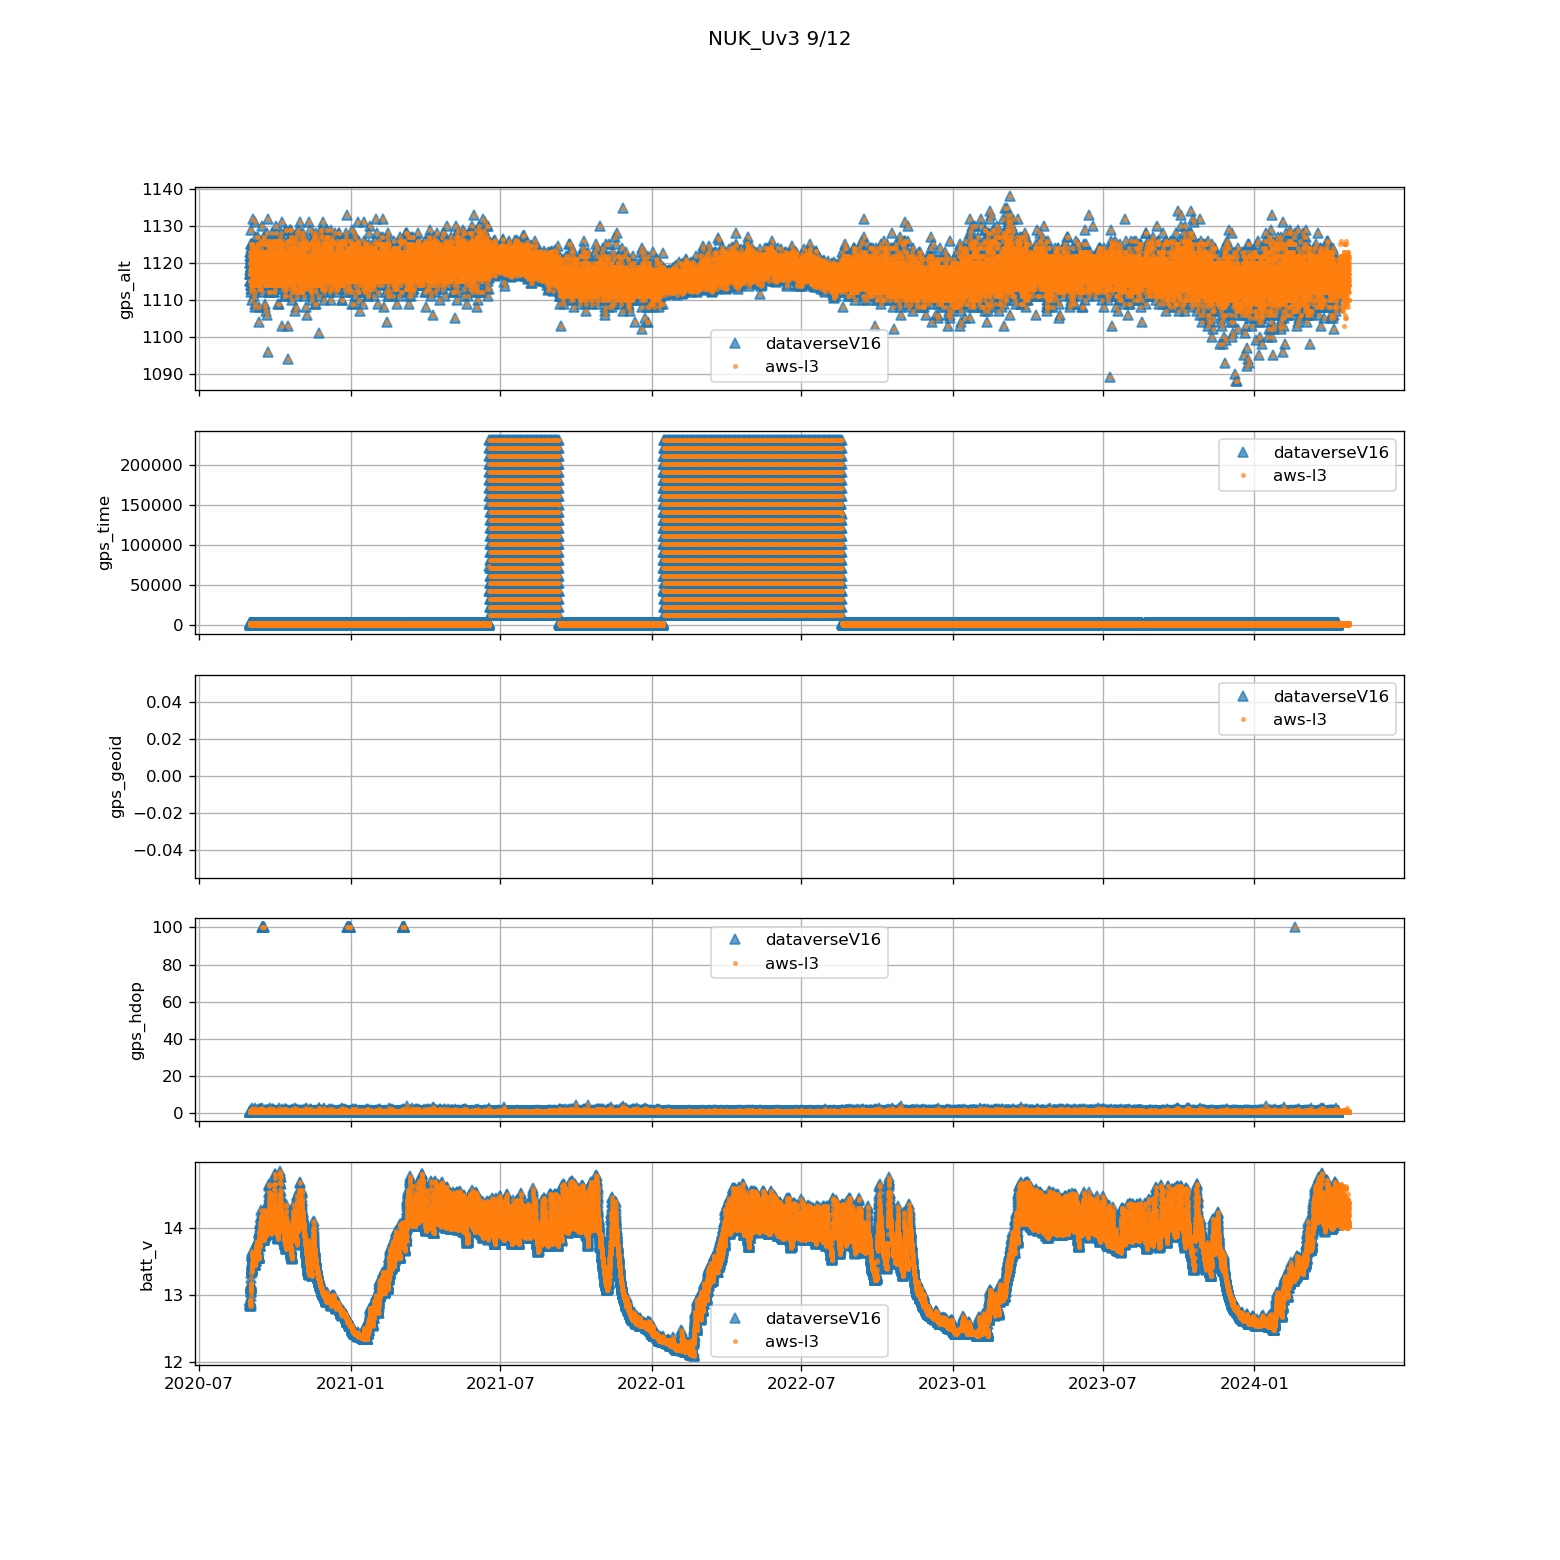 NUK_Uv3 9/12
1140
1130
1120
1110
1100
1090
gps_alt
dataverseV16
aws-l3
200000
150000
100000
50000
0
gps_time
dataverseV16
aws-l3
0.04
0.02
0.00
−0.02
−0.04
gps_geoid
dataverseV16
aws-l3
100
80
60
40
20
0
gps_hdop
dataverseV16
aws-l3
14
13
12
batt_v
dataverseV16
aws-l3
2020-07 2021-01 2021-07 2022-01 2022-07 2023-01 2023-07 2024-01